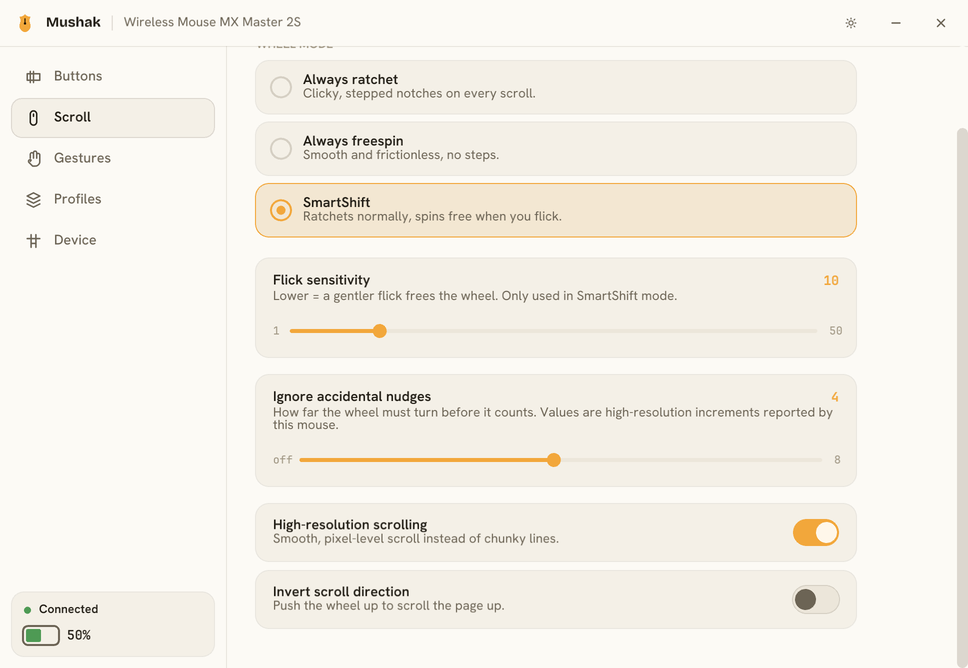 Mushak
Wireless Mouse MX Master 2S
Buttons
Scroll
Gestures
Profiles
Device
Connected
50%
WHEEL MODE
Always ratchet
Clicky, stepped notches on every scroll.
Always freespin
Smooth and frictionless, no steps.
SmartShift
Ratchets normally, spins free when you flick.
Flick sensitivity
10
Lower = a gentler flick frees the wheel. Only used in SmartShift mode.
1
50
Ignore accidental nudges
4
How far the wheel must turn before it counts. Values are high-resolution increments reported by
this mouse.
off
8
High-resolution scrolling
Smooth, pixel-level scroll instead of chunky lines.
Invert scroll direction
Push the wheel up to scroll the page up.